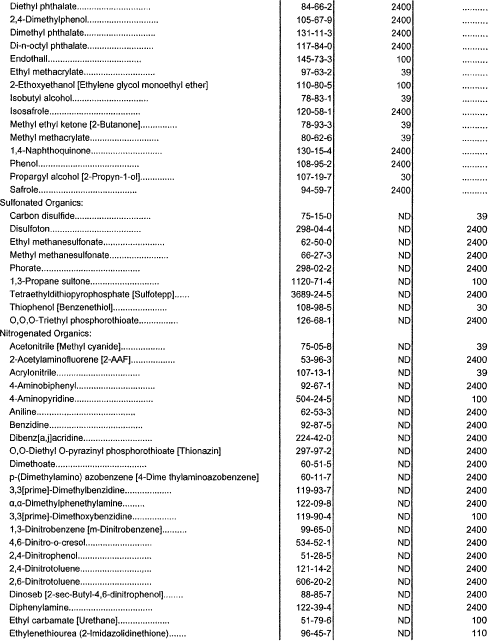 Diethyl phthalate.................................... 84-66-2 2400 ..........
2,4-Dimethylphenol.............................. 105-67-9 2400 ..........
Dimethyl phthalate................................ 131-11-3 2400 ..........
Di-n-octyl phthalate............................... 117-84-0 2400 ..........
Endothall............................................... 145-73-3 100 ..........
Ethyl methacrylate................................ 97-63-2 39 ..........
2-Ethoxyethanol [Ethylene glycol monoethyl ether] 110-80-5 100 ..........
Isobutyl alcohol..................................... 78-83-1 39 ..........
Isosafrole............................................. 120-58-1 2400 ..........
Methyl ethyl ketone [2-Butanone]............ 78-93-3 39 ..........
Methyl methacrylate.............................. 80-62-6 39 ..........
1,4-Naphthoquinone.............................. 130-15-4 2400 ..........
Phenol................................................. 108-95-2 2400 ..........
Propargyl alcohol [2-Propyn-1-ol]............ 107-19-7 30 ..........
Safrole................................................. 94-59-7 2400 ..........
Sulfonated Organics:
Carbon disulfide.................................... 75-15-0 ND 39
Disulfoton............................................. 298-04-4 ND 2400
Ethyl methanesulfonate.......................... 62-50-0 ND 2400
Methyl methanesulfonate........................ 66-27-3 ND 2400
Phorate................................................ 298-02-2 ND 2400
1,3-Propane sultone............................... 1120-71-4 ND 100
Tetraethyldithiopyrophosphate [Sulfotepp]..... 3689-24-5 ND 2400
Thiophenol [Benzenethiol]...................... 108-98-5 ND 30
O,O,O-Triethyl phosphorothioate.............. 126-68-1 ND 2400
Nitrogenated Organics:
Acetonitrile [Methyl cyanide].................... 75-05-8 ND 39
2-Acetylaminofluorene [2-AAF]................ 53-96-3 ND 2400
Acrylonitrile........................................... 107-13-1 ND 39
4-Aminobiphenyl.................................... 92-67-1 ND 2400
4-Aminopyridine..................................... 504-24-5 ND 100
Aniline.................................................. 62-53-3 ND 2400
Benzidine............................................. 92-87-5 ND 2400
Dibenz[a,j]acridine................................. 224-42-0 ND 2400
O,O-Diethyl O-pyrazinyl phosphorothioate [Thionazin] 297-97-2 ND 2400
Dimethoate........................................... 60-51-5 ND 2400
p-(Dimethylamino) azobenzene [4-Dime thylaminoazobenzene] 60-11-7 ND 2400
3,3[prime]-Dimethylbenzidine.................. 119-93-7 ND 2400
α,α-Dimethylphenethylamine......... 122-09-8 ND 2400
3,3[prime]-Dimethoxybenzidine............... 119-90-4 ND 100
1,3-Dinitrobenzene [m-Dinitrobenzene]......... 99-65-0 ND 2400
4,6-Dinitro-o-cresol................................ 534-52-1 ND 2400
2,4-Dinitrophenol................................... 51-28-5 ND 2400
2,4-Dinitrotoluene.................................. 121-14-2 ND 2400
2,6-Dinitrotoluene.................................. 606-20-2 ND 2400
Dinoseb [2-sec-Butyl-4,6-dinitrophenol]........ 88-85-7 ND 2400
Diphenylamine...................................... 122-39-4 ND 2400
Ethyl carbamate [Urethane].................... 51-79-6 ND 100
Ethylenethiourea (2-Imidazolidinethione)....... 96-45-7 ND 110